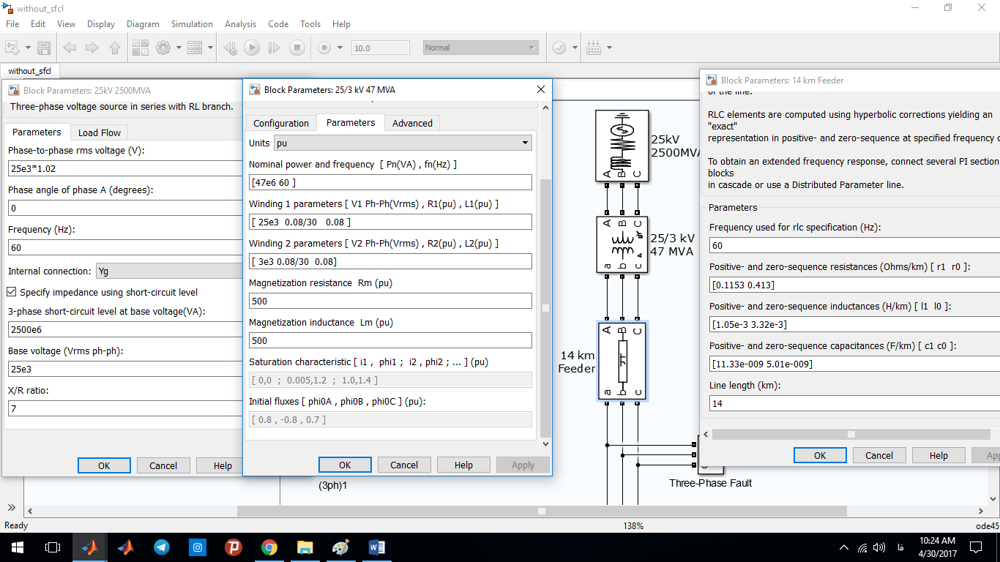 without_sfcl
File Edit View Display Diagram Simulation Analysis Code Tools Help
10.0
Normal
without_sfcl
Block Parameters: 25kV 2500MVA
Three-phase voltage source in series with RL branch.
Parameters Load Flow
Phase-to-phase rms voltage (V):
25e3*1.02
Phase angle of phase A (degrees):
0
Frequency (Hz):
60
Internal connection: Yg
Specify impedance using short-circuit level
3-phase short-circuit level at base voltage(VA):
2500e6
Base voltage (Vrms ph-ph):
25e3
X/R ratio:
7
OK Cancel Help
Block Parameters: 25/3 kV 47 MVA
Configuration Parameters Advanced
Units pu
Nominal power and frequency [ Pn(VA) , fn(Hz) ]
[47e6 60 ]
Winding 1 parameters [ V1 Ph-Ph(Vrms) , R1(pu) , L1(pu) ]
[ 25e3 0.08/30 0.08 ]
Winding 2 parameters [ V2 Ph-Ph(Vrms) , R2(pu) , L2(pu) ]
[ 3e3 0.08/30 0.08]
Magnetization resistance Rm (pu)
500
Magnetization inductance Lm (pu)
500
Saturation characteristic [ i1 , phi1 ; i2 , phi2 ; ... ] (pu)
[ 0,0 ; 0.005,1.2 ; 1.0,1.4 ]
Initial fluxes [ phi0A , phi0B , phi0C ] (pu):
[ 0.8 , -0.8 , 0.7 ]
OK Cancel Help Apply
(3ph)1
25kV
2500MVA
A B C
A B C
25/3 kV
47 MVA
a b c
A B C
14 km
Feeder
a b c
Three-Phase Fault
Block Parameters: 14 km Feeder
of the line.
RLC elements are computed using hyperbolic corrections yielding an
"exact"
representation in positive- and zero-sequence at specified frequency
To obtain an extended frequency response, connect several PI section
blocks
in cascade or use a Distributed Parameter line.
Parameters
Frequency used for rlc specification (Hz):
60
Positive- and zero-sequence resistances (Ohms/km) [ r1 r0 ]:
[0.1153 0.413]
Positive- and zero-sequence inductances (H/km) [ l1 l0 ]:
[1.05e-3 3.32e-3]
Positive- and zero-sequence capacitances (F/km) [ c1 c0 ]:
[11.33e-009 5.01e-009]
Line length (km):
14
OK Cancel Help App
Ready
138%
ode45
فا
10:24 AM
4/30/2017